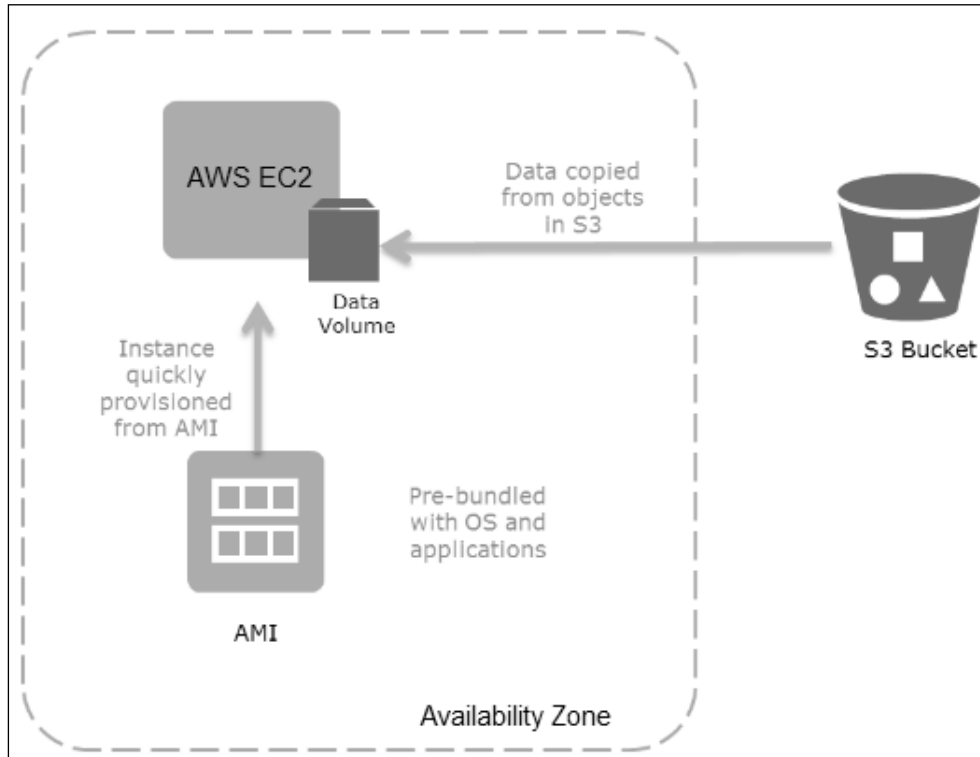 AWS EC2
Data copied
from objects
in S3
Data
Volume
S3 Bucket
Instance
quickly
provisioned
from AMI
Pre-bundled
with OS and
applications
AMI
Availability Zone